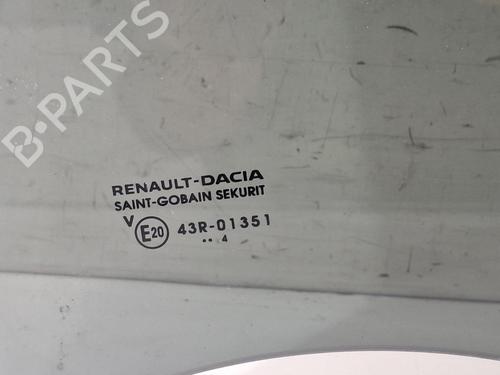 B-PARTS
RENAULT-DACIA
SAINT-GOBAIN SEKURIT
V
E20 43R-01351
.. 4